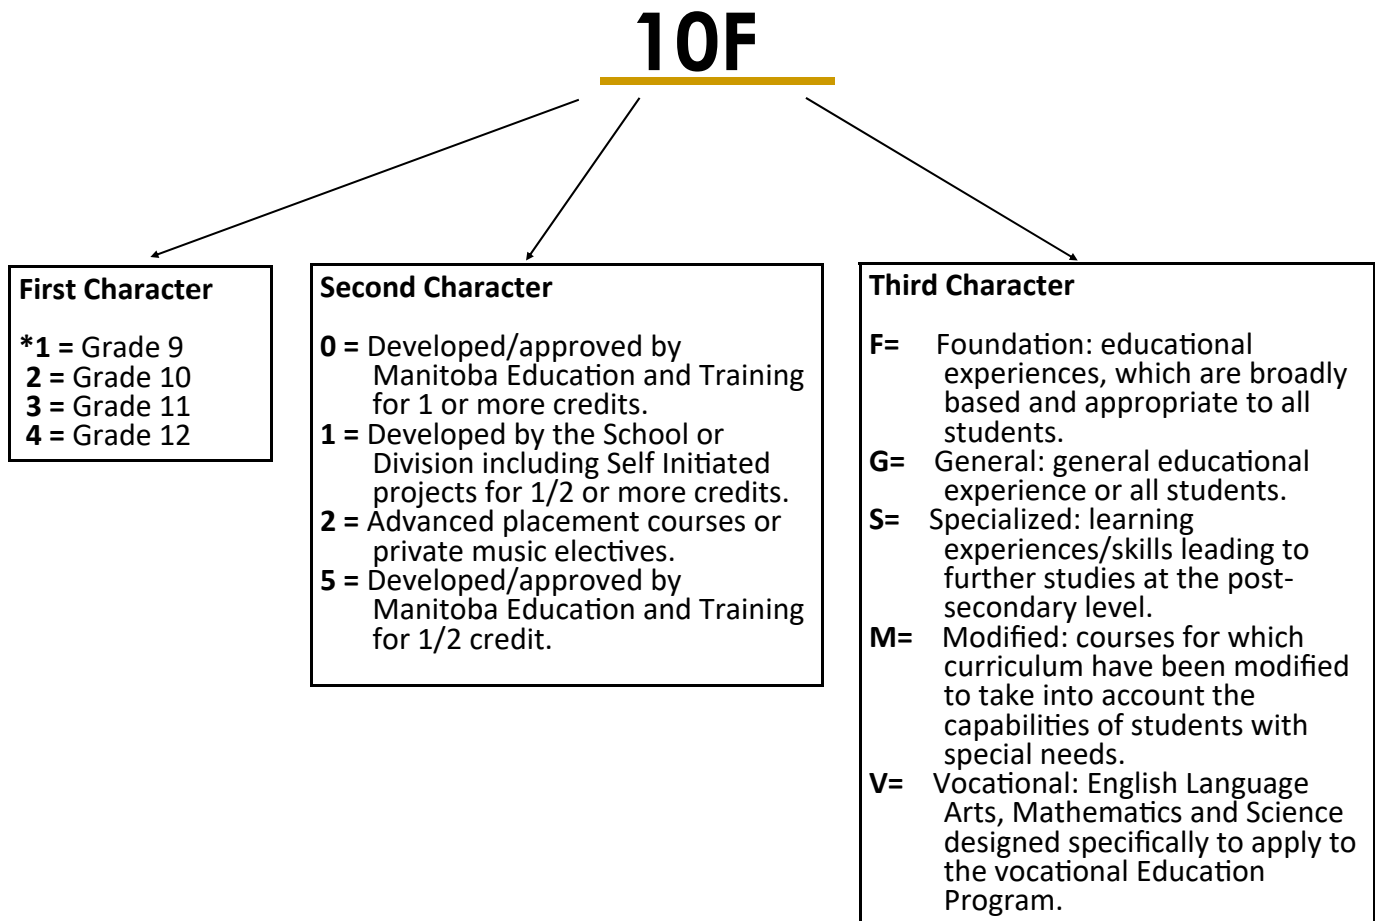 10F
First Character
*1 = Grade 9
2 = Grade 10
3 = Grade 11
4 = Grade 12
Second Character
0 = Developed/approved by
Manitoba Education and Training
for 1 or more credits.
1 = Developed by the School or
Division including Self Initiated
projects for 1/2 or more credits.
2 = Advanced placement courses or
private music electives.
5 = Developed/approved by
Manitoba Education and Training
for 1/2 credit.
Third Character
F= Foundation: educational
experiences, which are broadly
based and appropriate to all
students.
G= General: general educational
experience or all students.
S= Specialized: learning
experiences/skills leading to
further studies at the post-
secondary level.
M= Modified: courses for which
curriculum have been modified
to take into account the
capabilities of students with
special needs.
V= Vocational: English Language
Arts, Mathematics and Science
designed specifically to apply to
the vocational Education
Program.